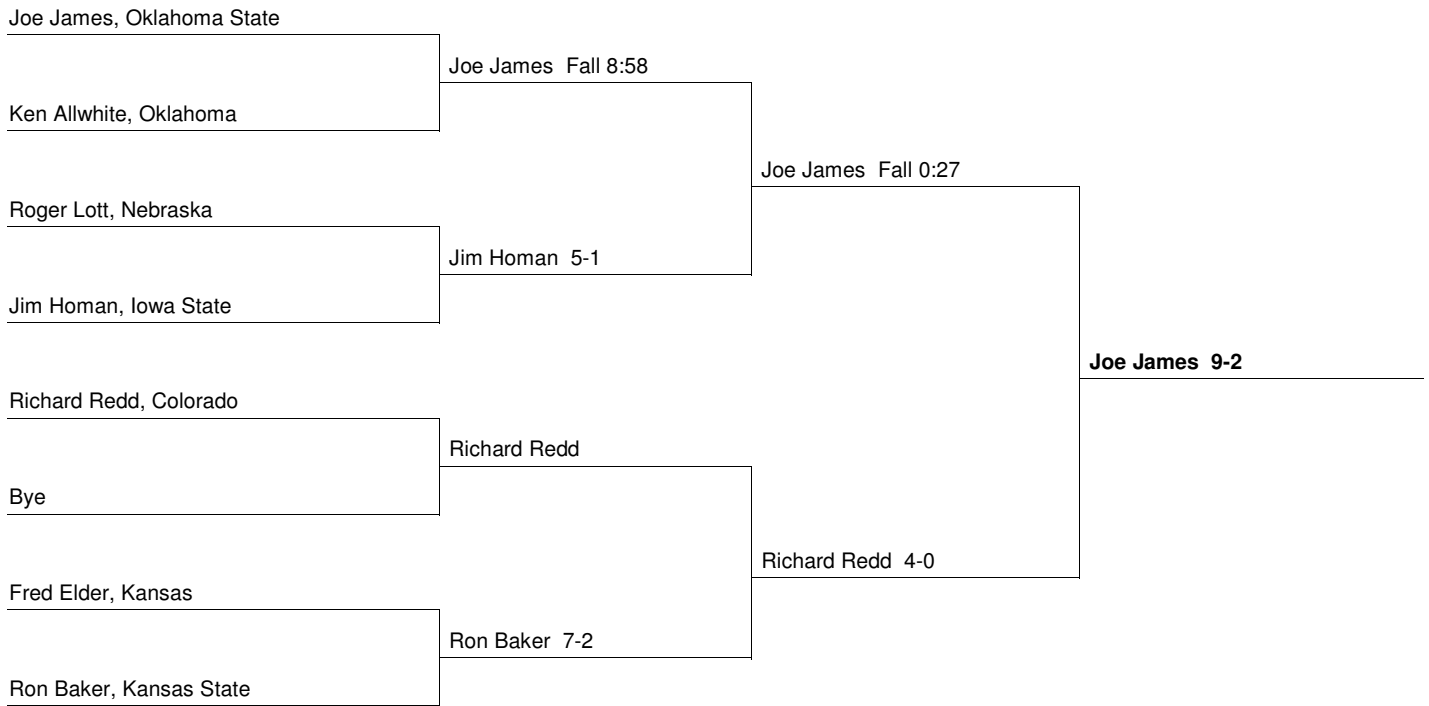 Joe James, Oklahoma State
Joe James  Fall 8:58
Ken Allwhite, Oklahoma
Joe James  Fall 0:27
Roger Lott, Nebraska
Jim Homan  5-1
Jim Homan, Iowa State
Joe James  9-2
Richard Redd, Colorado
Richard Redd
Bye
Richard Redd  4-0
Fred Elder, Kansas
Ron Baker  7-2
Ron Baker, Kansas State